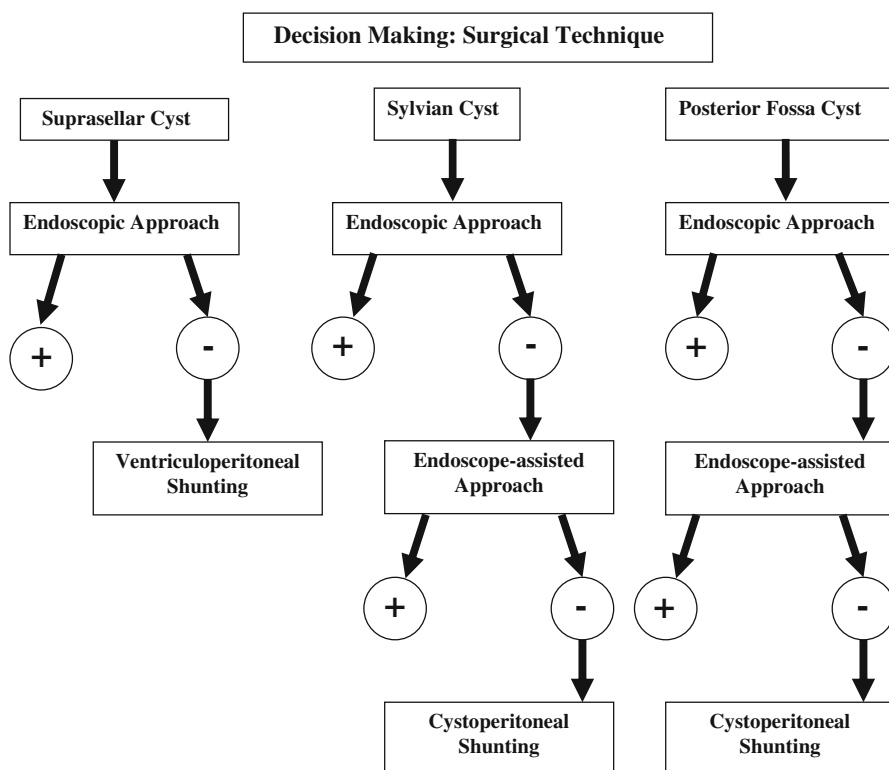 Decision Making: Surgical Technique
Suprasellar Cyst
Endoscopic Approach
+
-
Ventriculoperitoneal
Shunting
Sylvian Cyst
Endoscopic Approach
+
-
Endoscope-assisted
Approach
+
-
Cystoperitoneal
Shunting
Posterior Fossa Cyst
Endoscopic Approach
+
-
Endoscope-assisted
Approach
+
-
Cystoperitoneal
Shunting